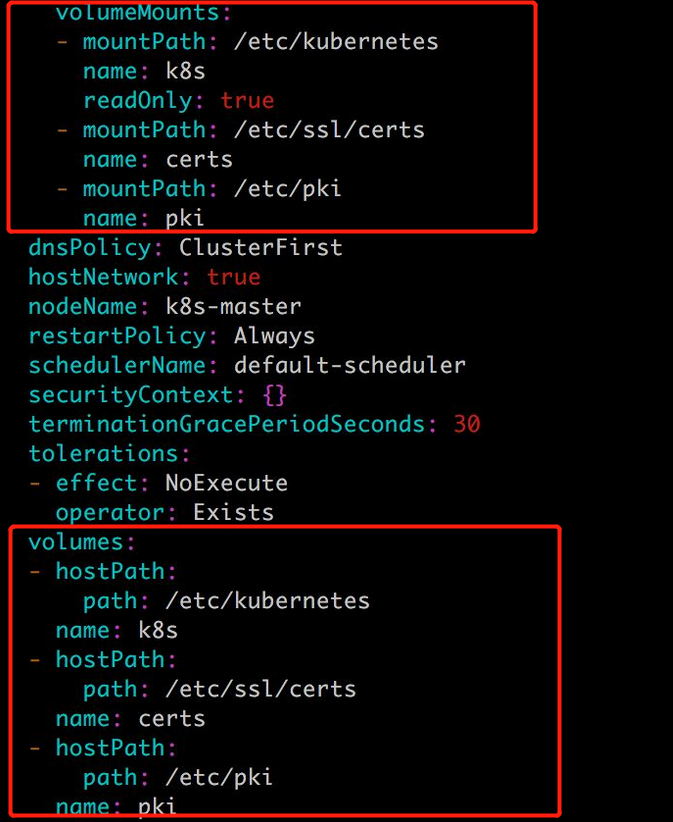 volumeMounts:
- mountPath: /etc/kubernetes
name: k8s
readOnly: true
- mountPath: /etc/ssl/certs
name: certs
- mountPath: /etc/pki
name: pki
dnsPolicy: ClusterFirst
hostNetwork: true
nodeName: k8s-master
restartPolicy: Always
schedulerName: default-scheduler
securityContext: {}
terminationGracePeriodSeconds: 30
tolerations:
- effect: NoExecute
operator: Exists
volumes:
- hostPath:
path: /etc/kubernetes
name: k8s
- hostPath:
path: /etc/ssl/certs
name: certs
- hostPath:
path: /etc/pki
name: pki